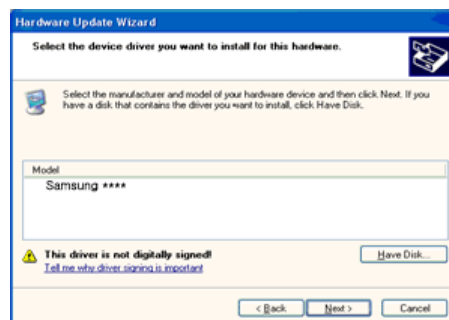 Hardware Update Wizard
Select the device driver you want to install for this hardware.
Select the manufacturer and model of your hardware device and then click Next. If you
have a disk that contains the driver you want to install, click Have Disk.
Model
Samsung ****
This driver is not digitally signed!
Have Disk...
Tell me why driver signing is important
< Back
Next >
Cancel